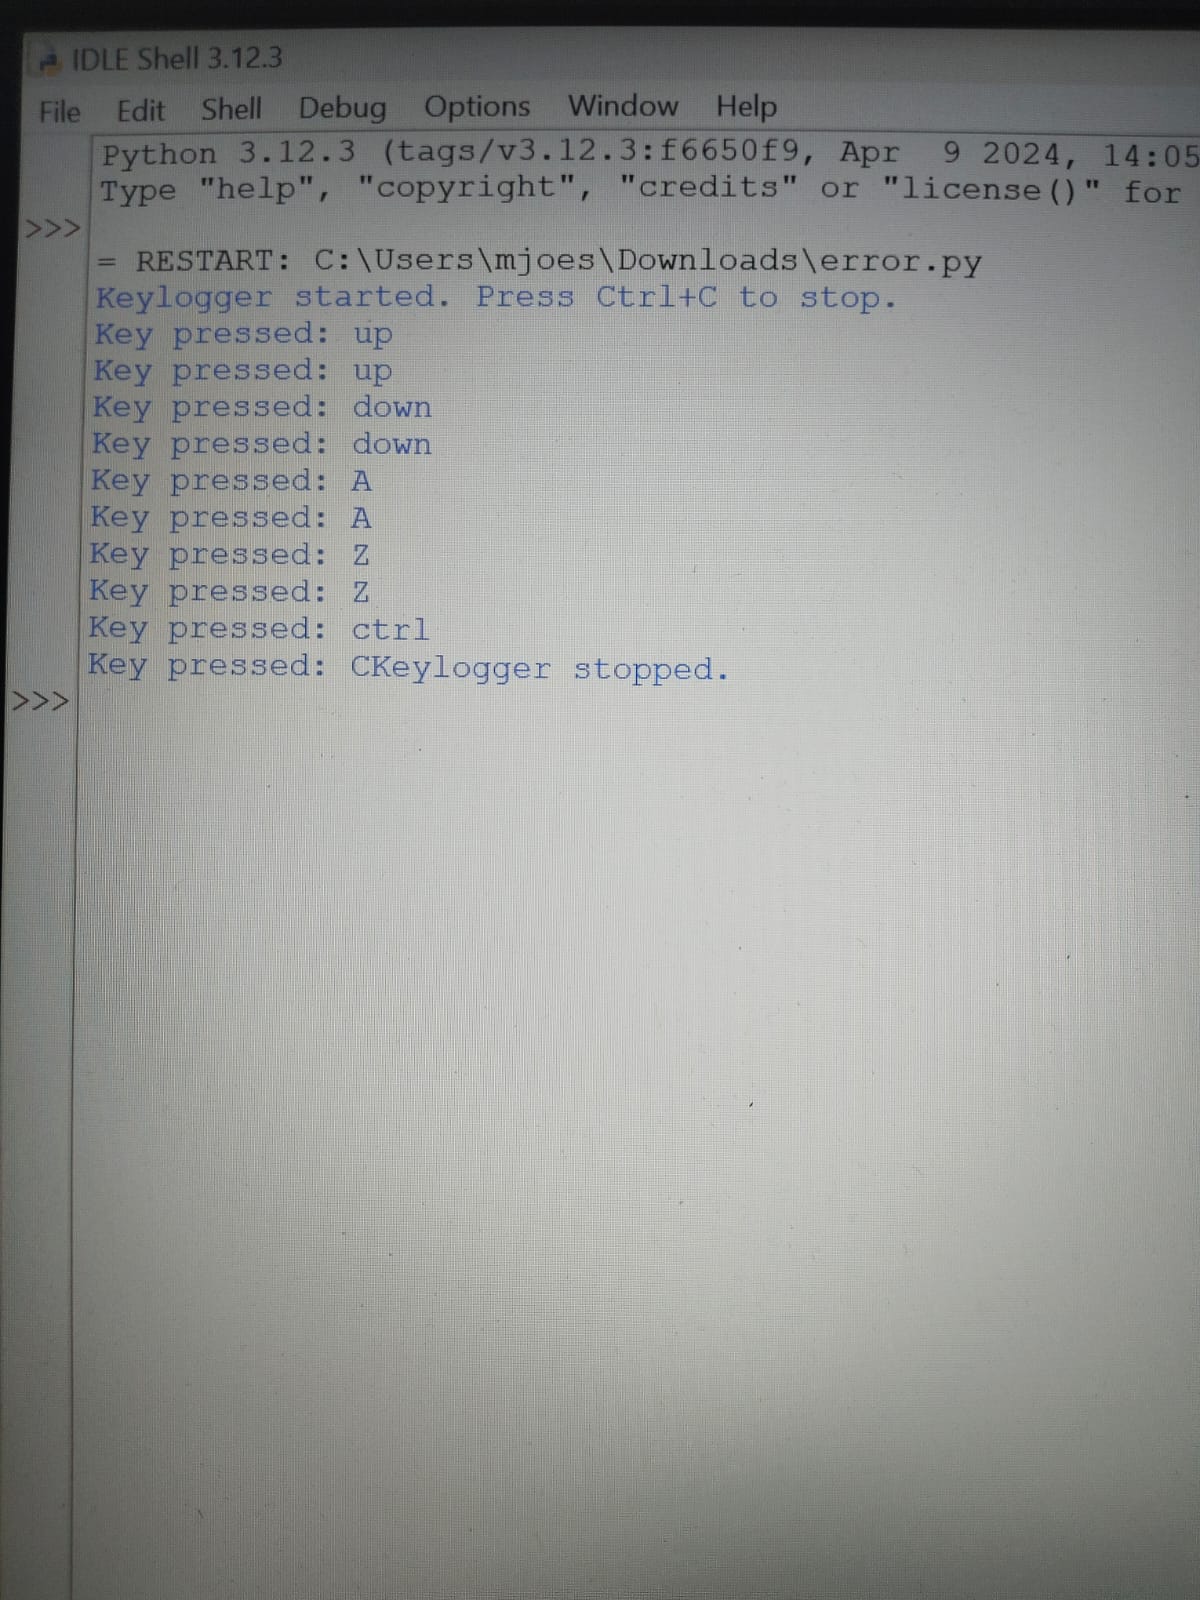 IDLE Shell 3.12.3
File Edit Shell Debug Options Window Help
Python 3.12.3 (tags/v3.12.3:f6650f9, Apr  9 2024, 14:05
Type "help", "copyright", "credits" or "license()" for
>>>
= RESTART: C:\Users\mjoes\Downloads\error.py
Keylogger started. Press Ctrl+C to stop.
Key pressed: up
Key pressed: up
Key pressed: down
Key pressed: down
Key pressed: A
Key pressed: A
Key pressed: Z
Key pressed: Z
Key pressed: ctrl
Key pressed: CKeylogger stopped.
>>>